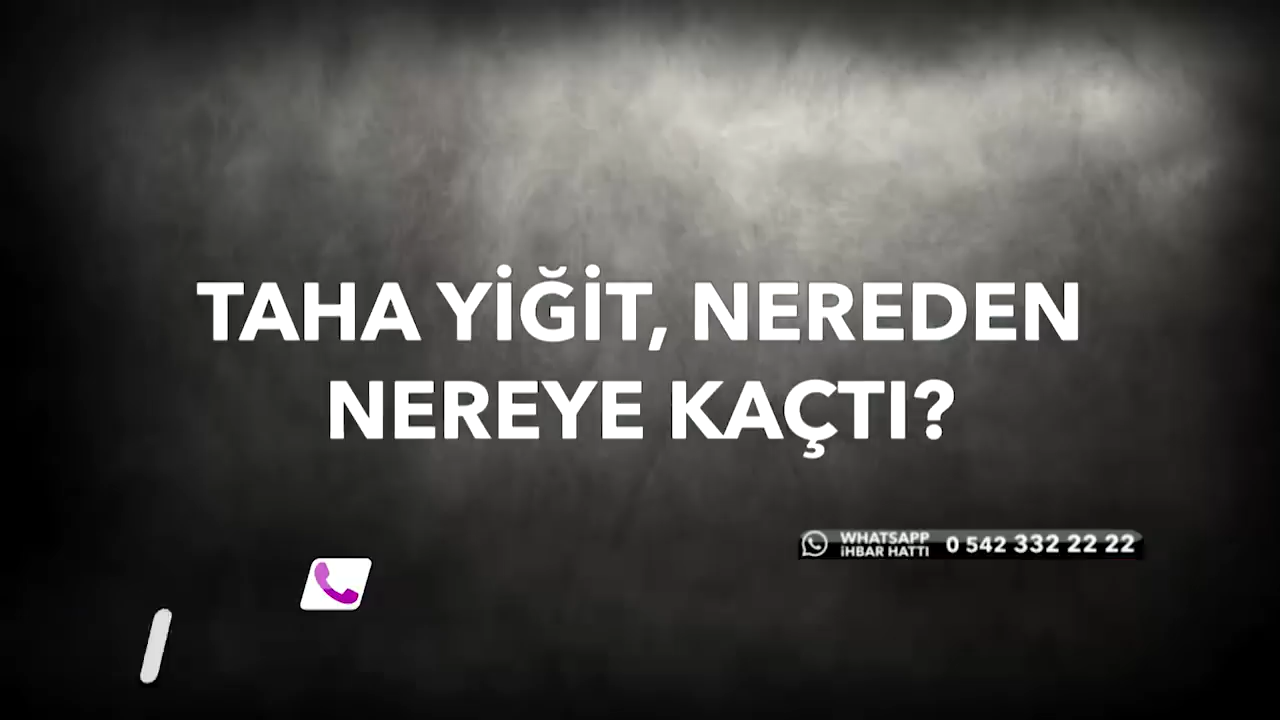 TAHA YİĞİT, NEREDEN
NEREYE KAÇTI?
WHATSAPP
İHBAR HATTI
0 542 332 22 22